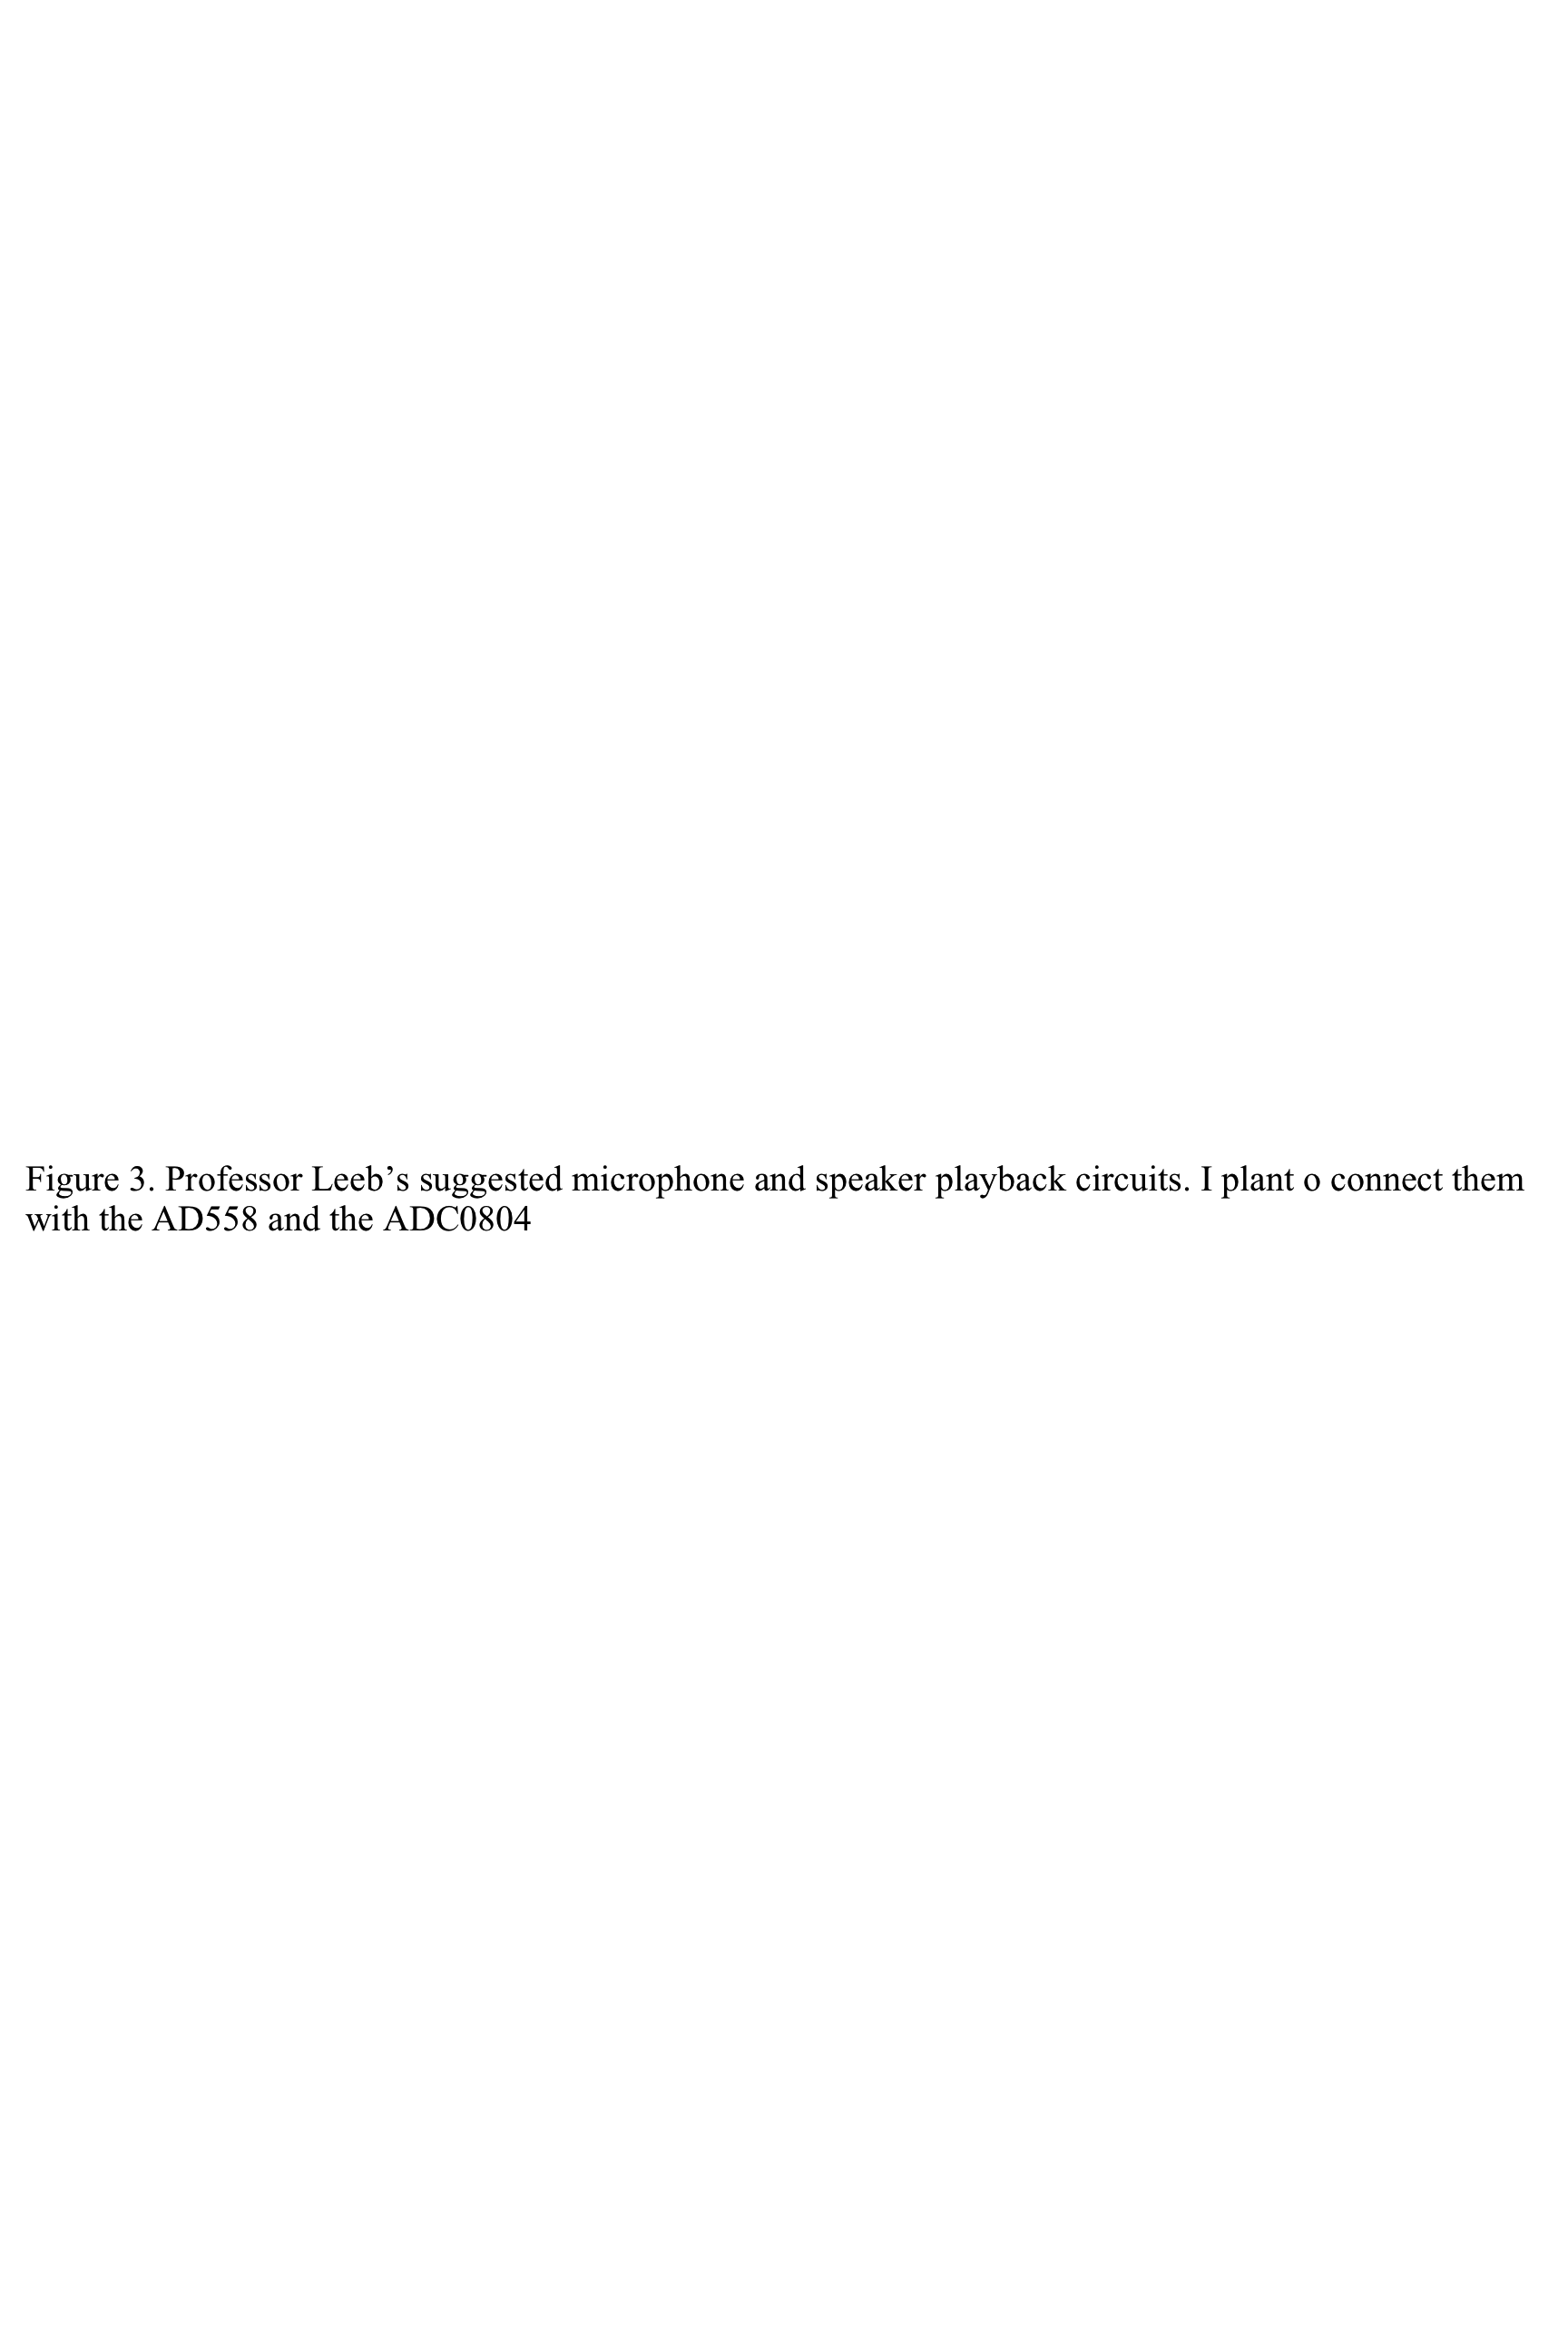 Figure 3. Professor Leeb’s suggested microphone and speaker playback circuits. I plant o connect them
with the AD558 and the ADC0804